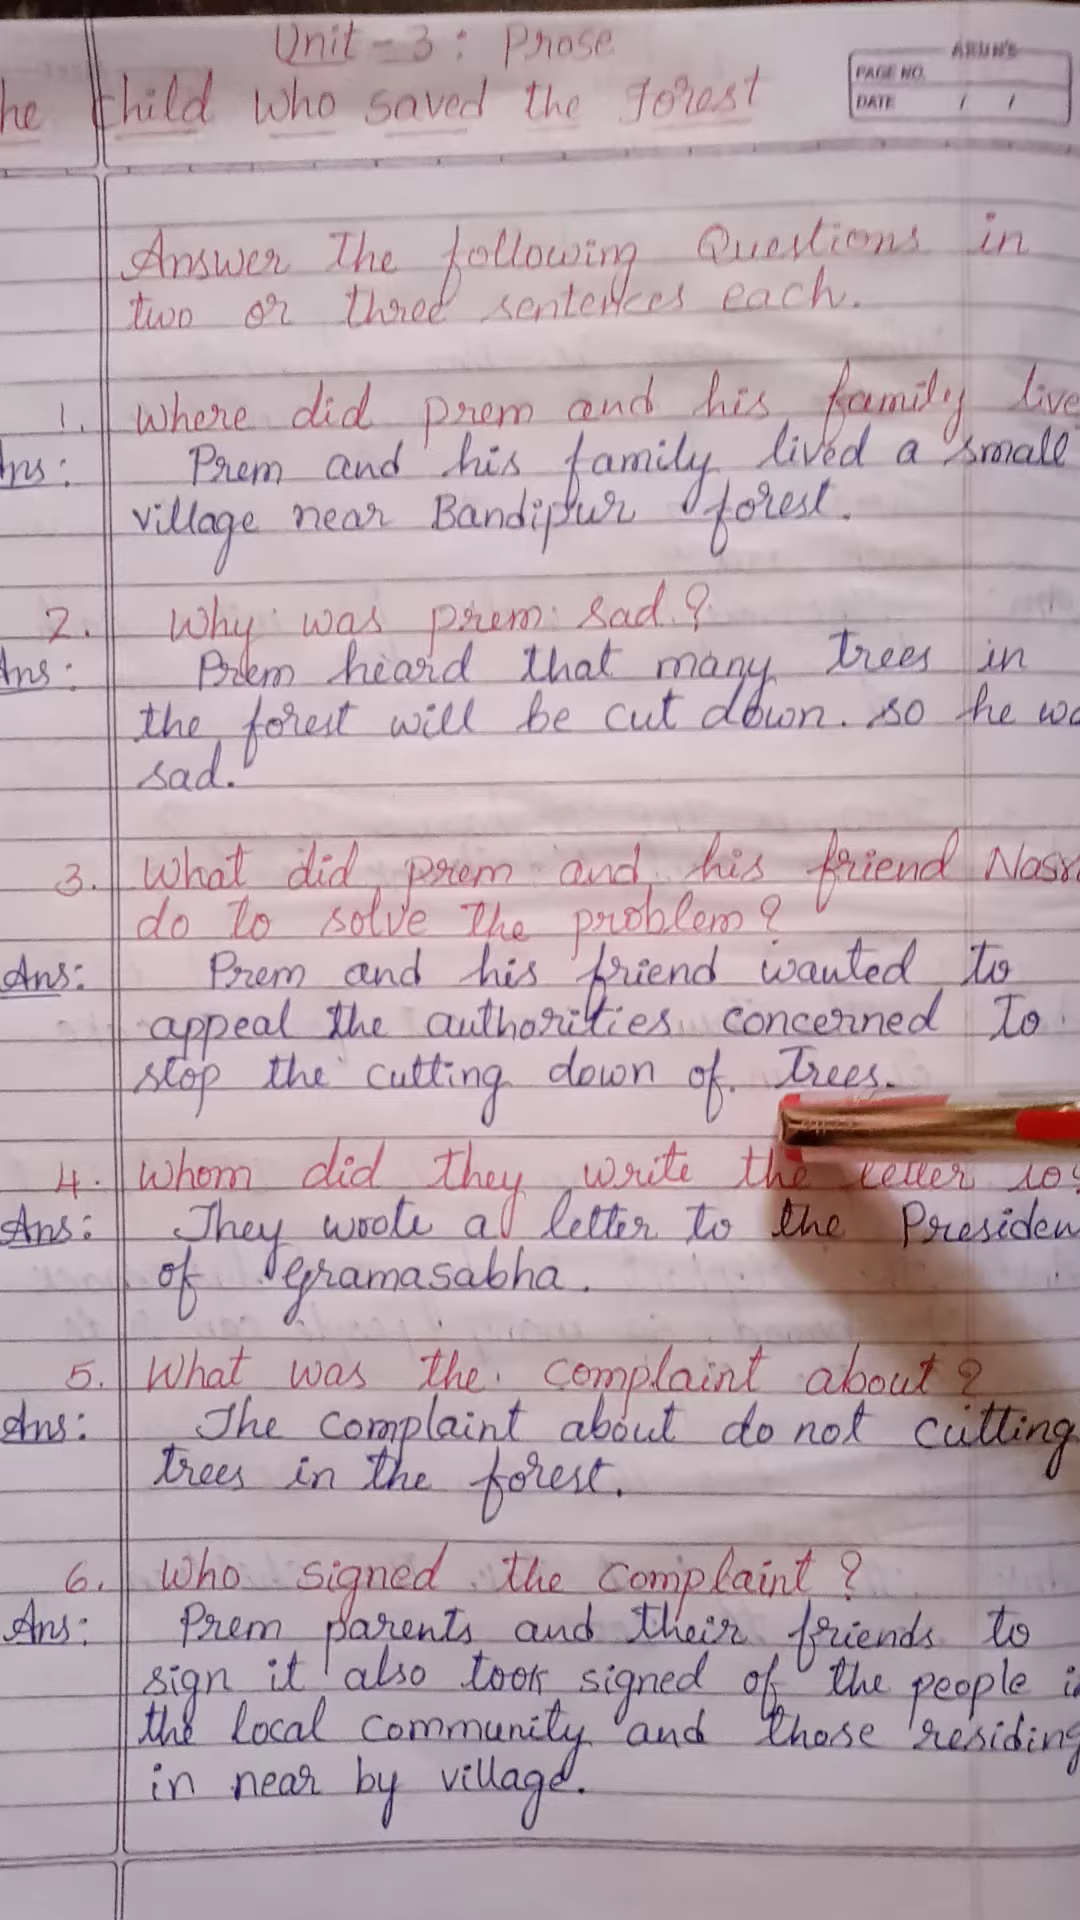 Unit - 3 : Prose
he Child who saved the Forest
ARUN'S
PAGE NO.
DATE / /
Answer The following Questions in
two or three sentences each.
1. Where did prem and his family live
Ans: Prem and his family lived a small
village near Bandipur forest.
2. Why was prem sad.?
Ans: Prem heard that many trees in
the forest will be cut down. so he wa
sad.
3. What did prem and his friend Nasr
do to solve the problem?
Ans: Prem and his friend wanted to
appeal the authorities concerned To
stop the cutting down of Trees.
4. Whom did they write the letter to?
Ans: They wrote a letter to the Presiden
of gramasabha.
5. What was the complaint about?
Ans: The complaint about do not cutting
trees in the forest.
6. Who signed the complaint?
Ans: Prem parents and their friends to
sign it also took signed of the people i
the local community and those residing
in near by village.